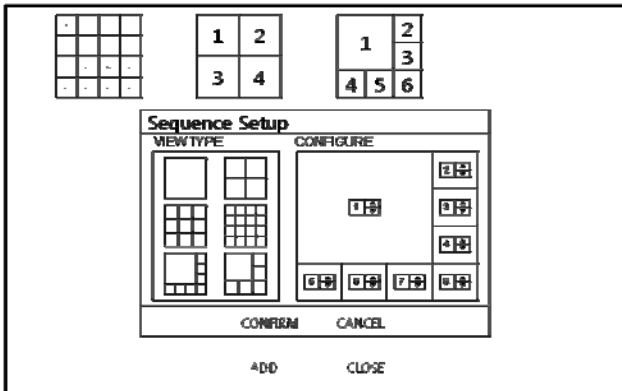 1 2
3 4
1 2
3
4 5 6
Sequence Setup
VIEW TYPE CONFIGURE
2
1 3
4
5 6 7 8
CONFIRM CANCEL
ADD CLOSE